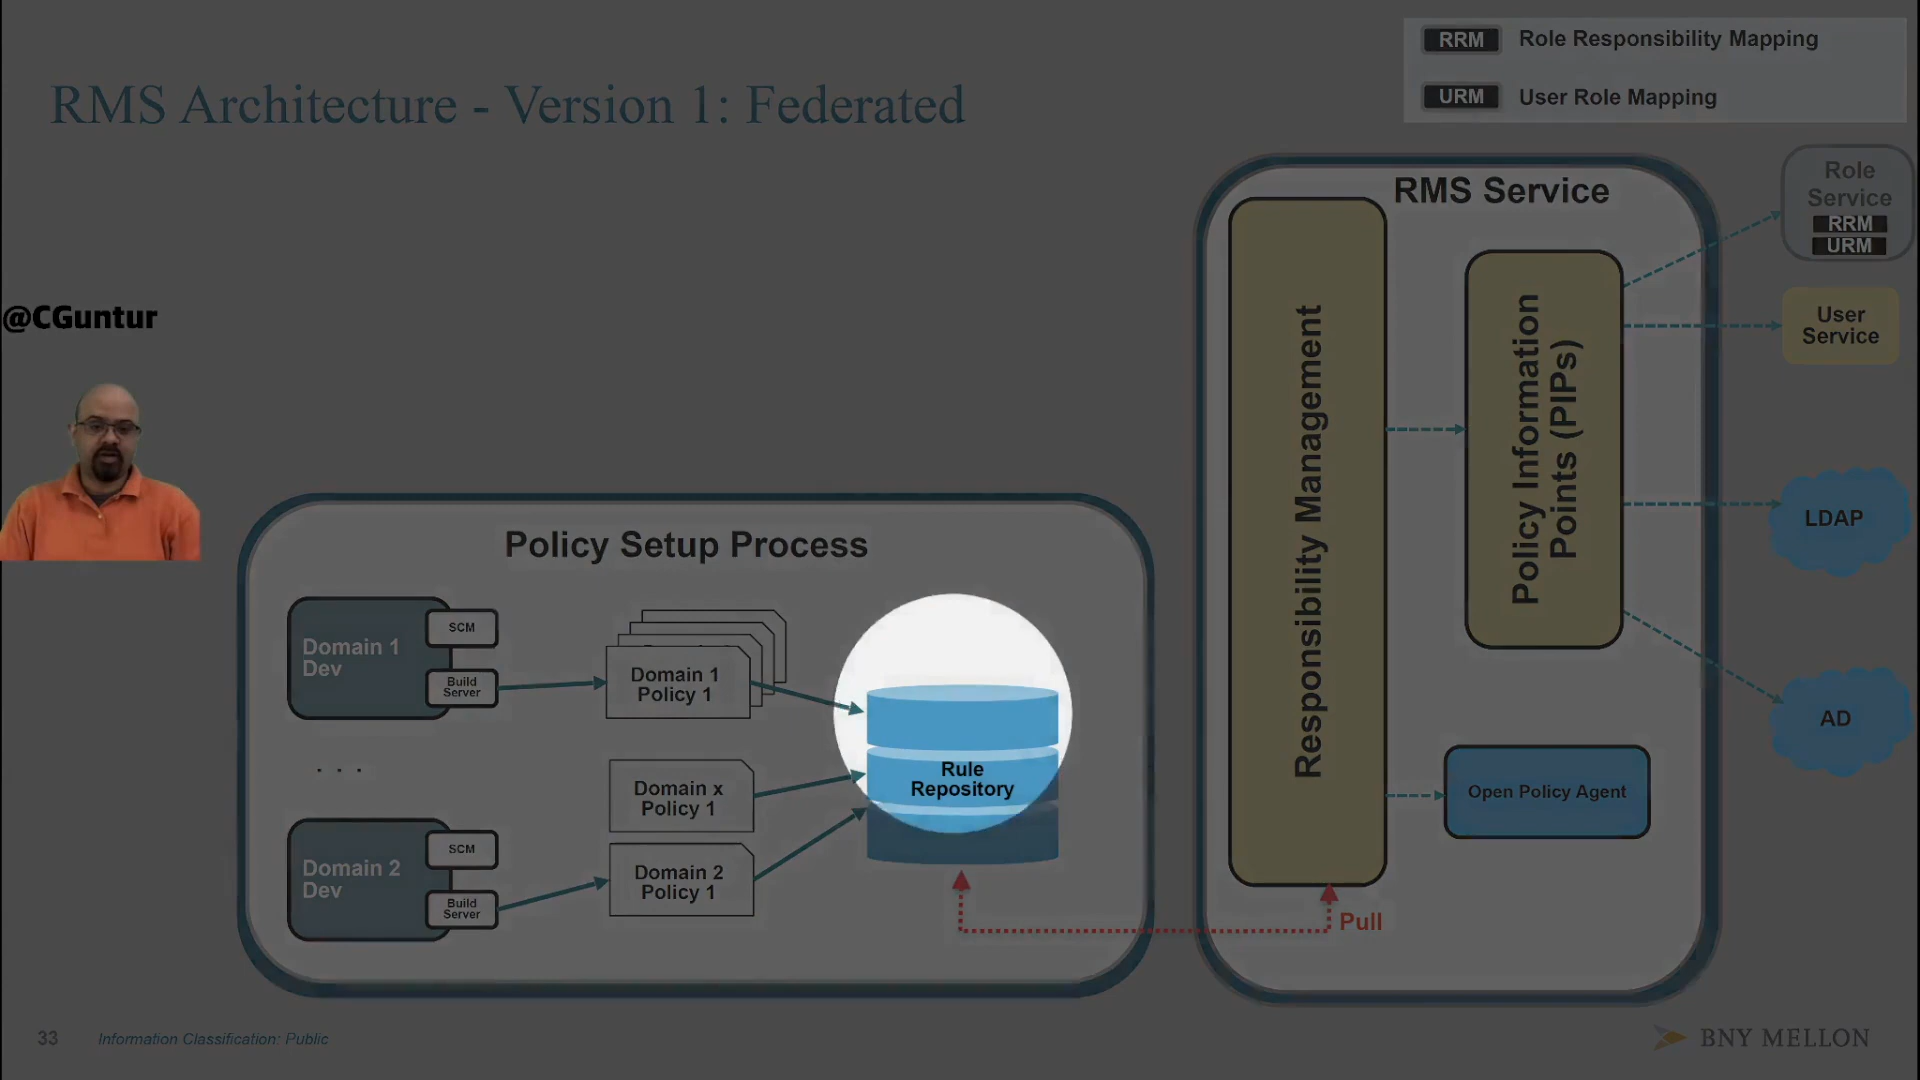 RRM Role Responsibility Mapping
URM User Role Mapping
RMS Architecture - Version 1: Federated
RMS Service
Role
Service
RRM
URM
User
Service
@CGuntur
Responsibility Management
Policy Information
Points (PIPs)
LDAP
AD
Open Policy Agent
Policy Setup Process
Domain 1
Dev
SCM
Build
Server
Domain 1
Policy 1
. . .
Domain x
Policy 1
Rule
Repository
Domain 2
Dev
SCM
Build
Server
Domain 2
Policy 1
Pull
33
Information Classification: Public
BNY MELLON